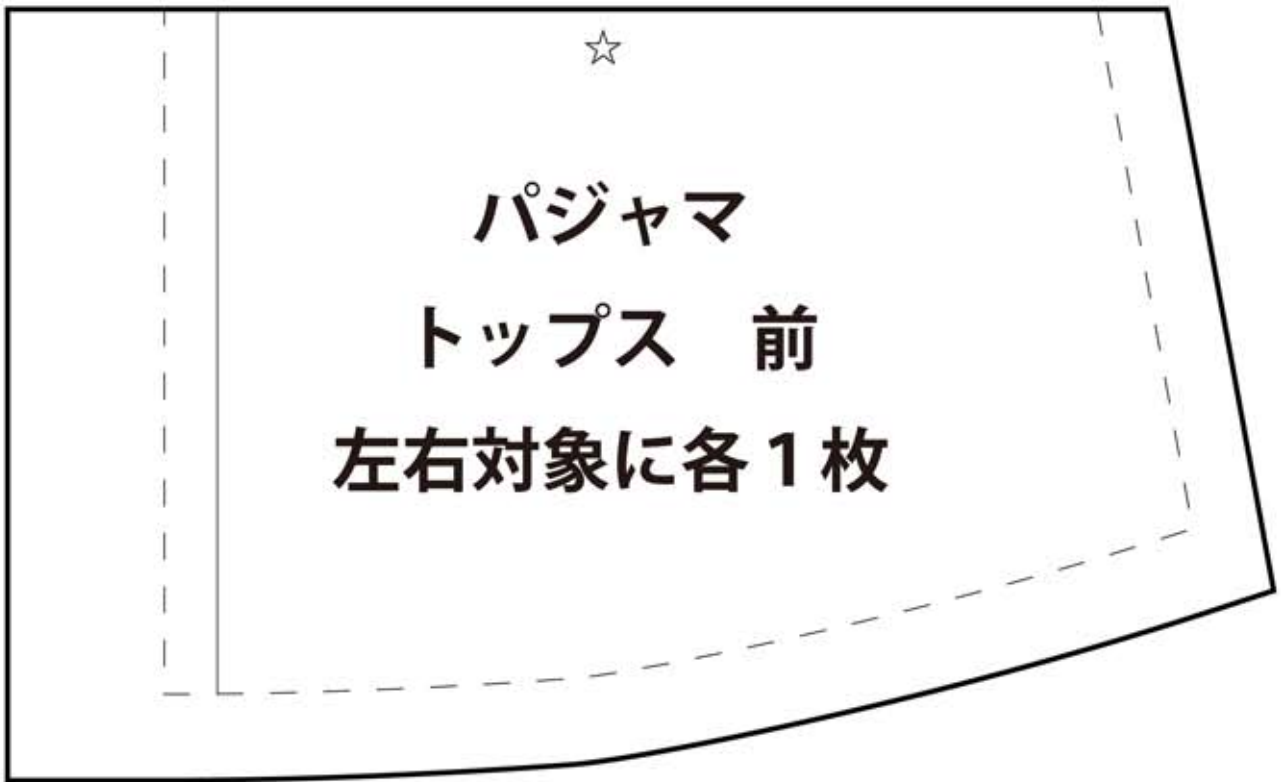 ☆
パジャマ
トップス　前
左右対象に各１枚